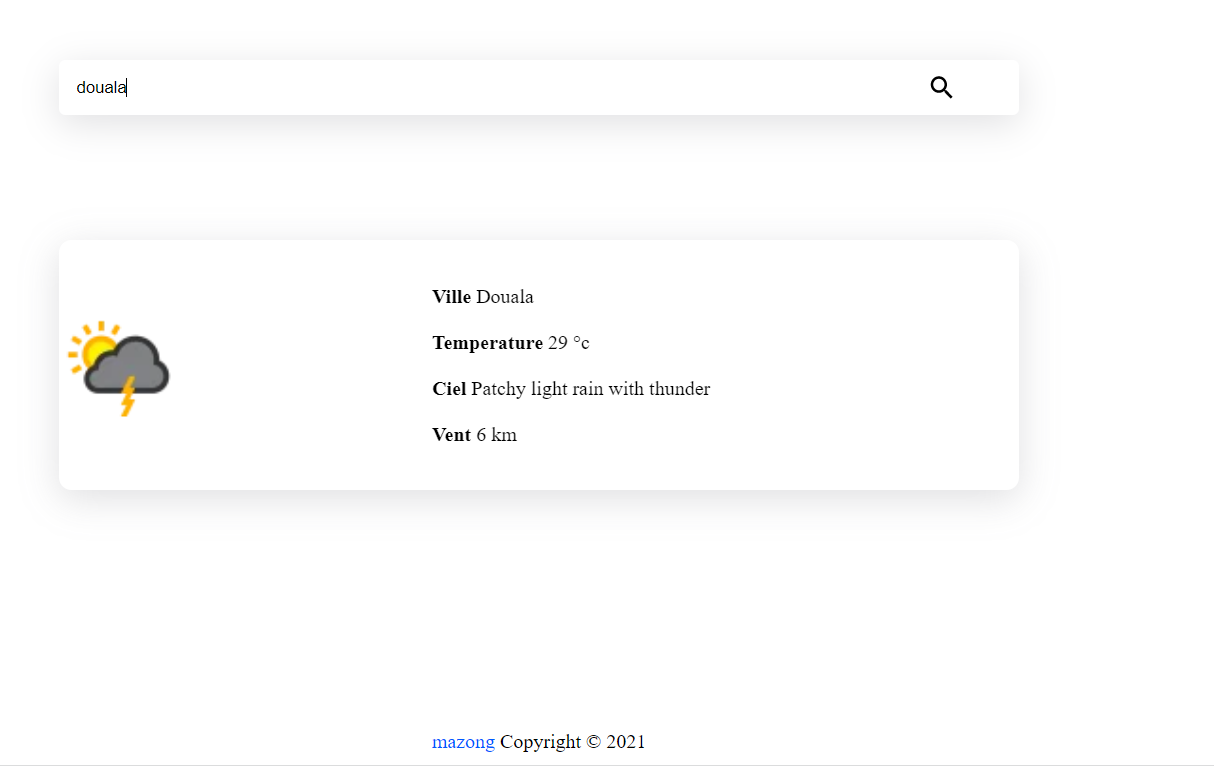 douala
Ville Douala
Temperature 29 °c
Ciel Patchy light rain with thunder
Vent 6 km
mazong Copyright © 2021